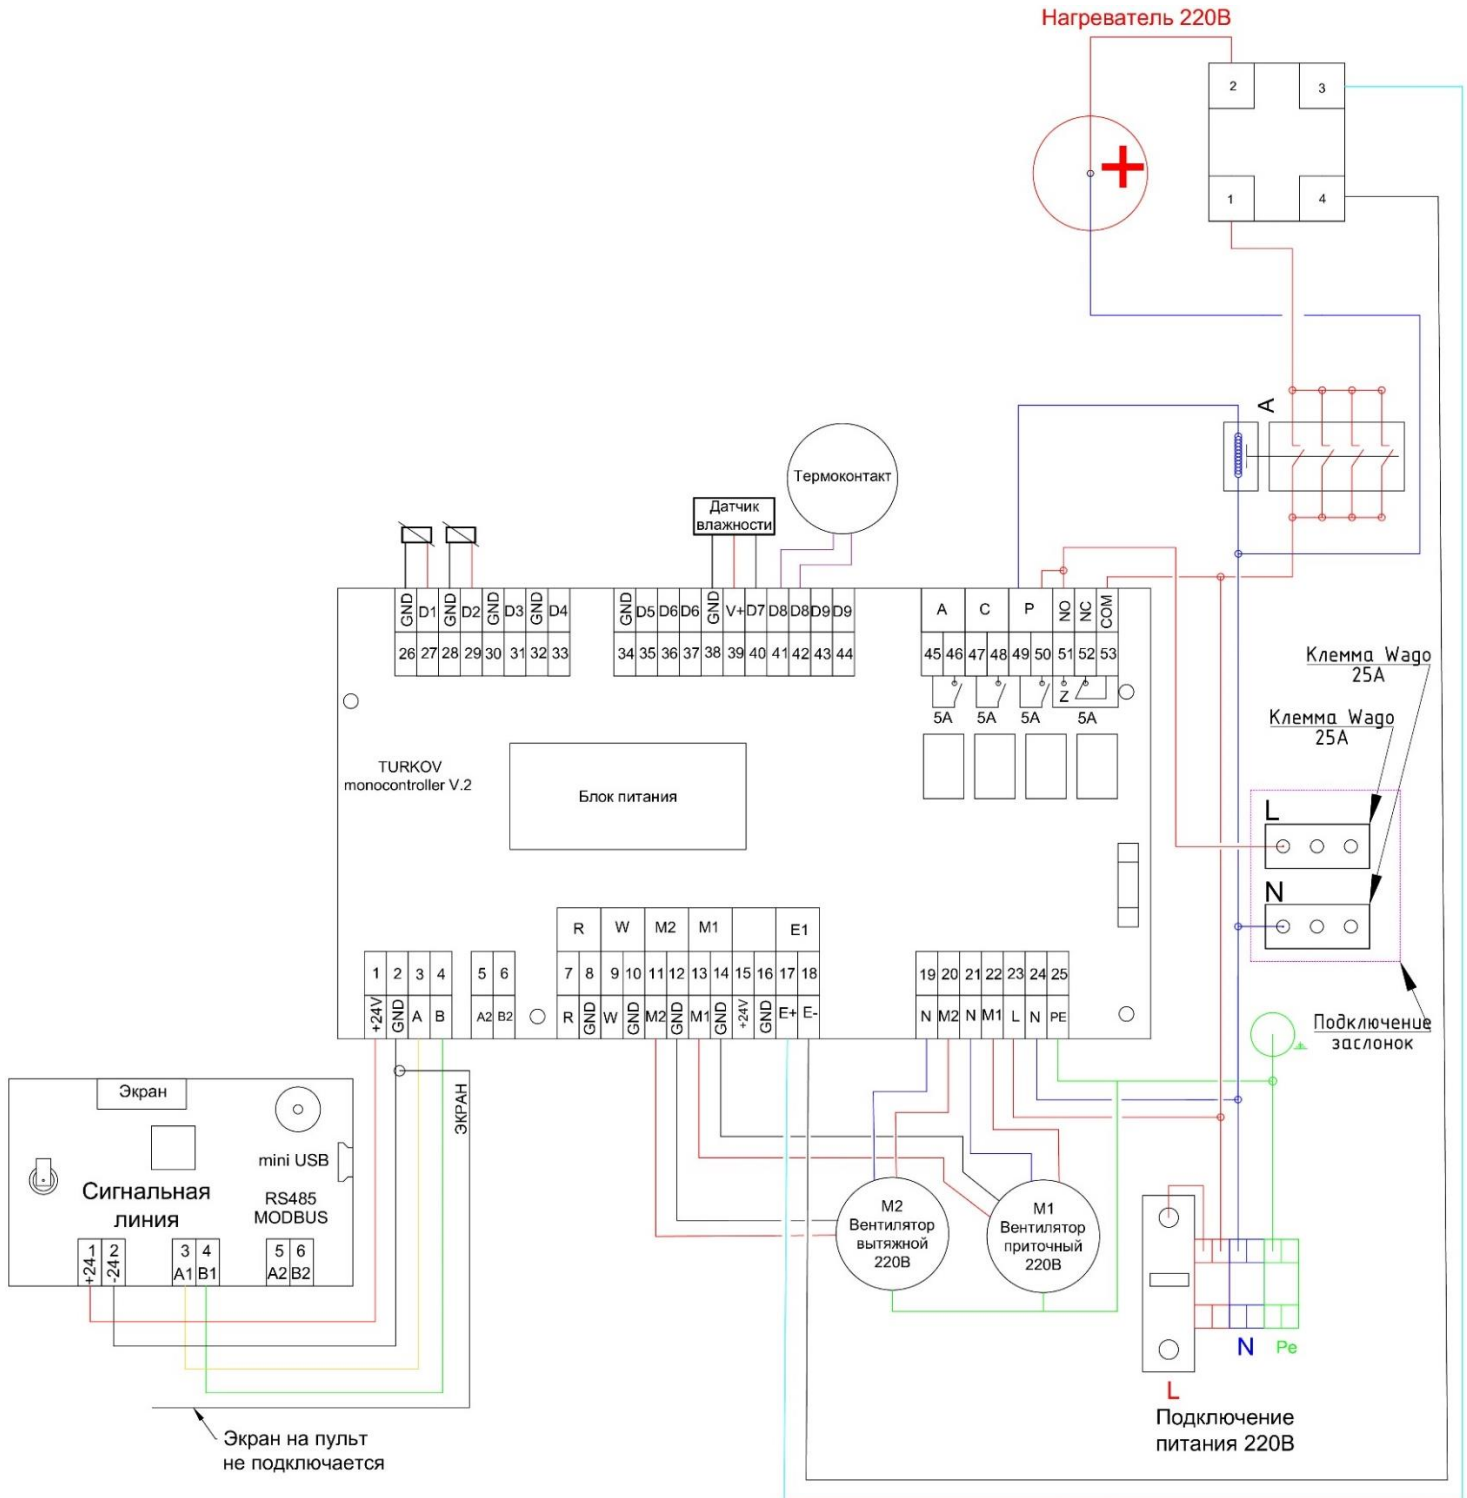 Нагреватель 220В
2
3
1
4
A
Термоконтакт
Датчик
влажности
GND D1 GND D2 GND D3 GND D4
26 27 28 29 30 31 32 33
GND D5 D6 D6 GND V+ D7 D8 D8 D9 D9
34 35 36 37 38 39 40 41 42 43 44
A C P NO NC COM
45 46 47 48 49 50 51 52 53
Z
5A 5A 5A 5A
Клемма Wago
25А
Клемма Wago
25А
TURKOV
monocontroller V.2
Блок питания
L
N
Подключение
заслонок
R W M2 M1 E1
1 2 3 4
5 6
7 8 9 10 11 12 13 14 15 16 17 18
19 20 21 22 23 24 25
+24V GND A B
A2 B2
R GND W GND M2 GND M1 GND +24V GND E+ E-
N M2 N M1 L N PE
Экран
ЭКРАН
mini USB
Сигнальная
линия
RS485
MODBUS
1 2
3 4
5 6
+24 -24
A1 B1
A2 B2
M2
Вентилятор
вытяжной
220В
M1
Вентилятор
приточный
220В
N
Pe
L
Подключение
питания 220В
Экран на пульт
не подключается